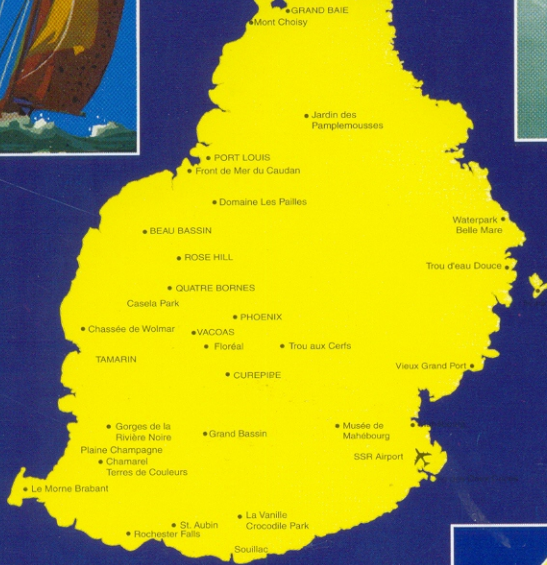 GRAND BAIE
Mont Choisy
Jardin des
Pamplemousses
PORT LOUIS
Front de Mer du Caudan
Domaine Les Pailles
Waterpark
Belle Mare
BEAU BASSIN
ROSE HILL
Trou d'eau Douce
QUATRE BORNES
Casela Park
PHOENIX
Chassée de Wolmar
VACOAS
Floréal
Trou aux Cerfs
TAMARIN
Vieux Grand Port
CUREPIPE
Gorges de la
Rivière Noire
Grand Bassin
Musée de
Mahébourg
Plaine Champagne
Chamarel
Terres de Couleurs
SSR Airport
Le Morne Brabant
La Vanille
Crocodile Park
St. Aubin
Rochester Falls
Souillac